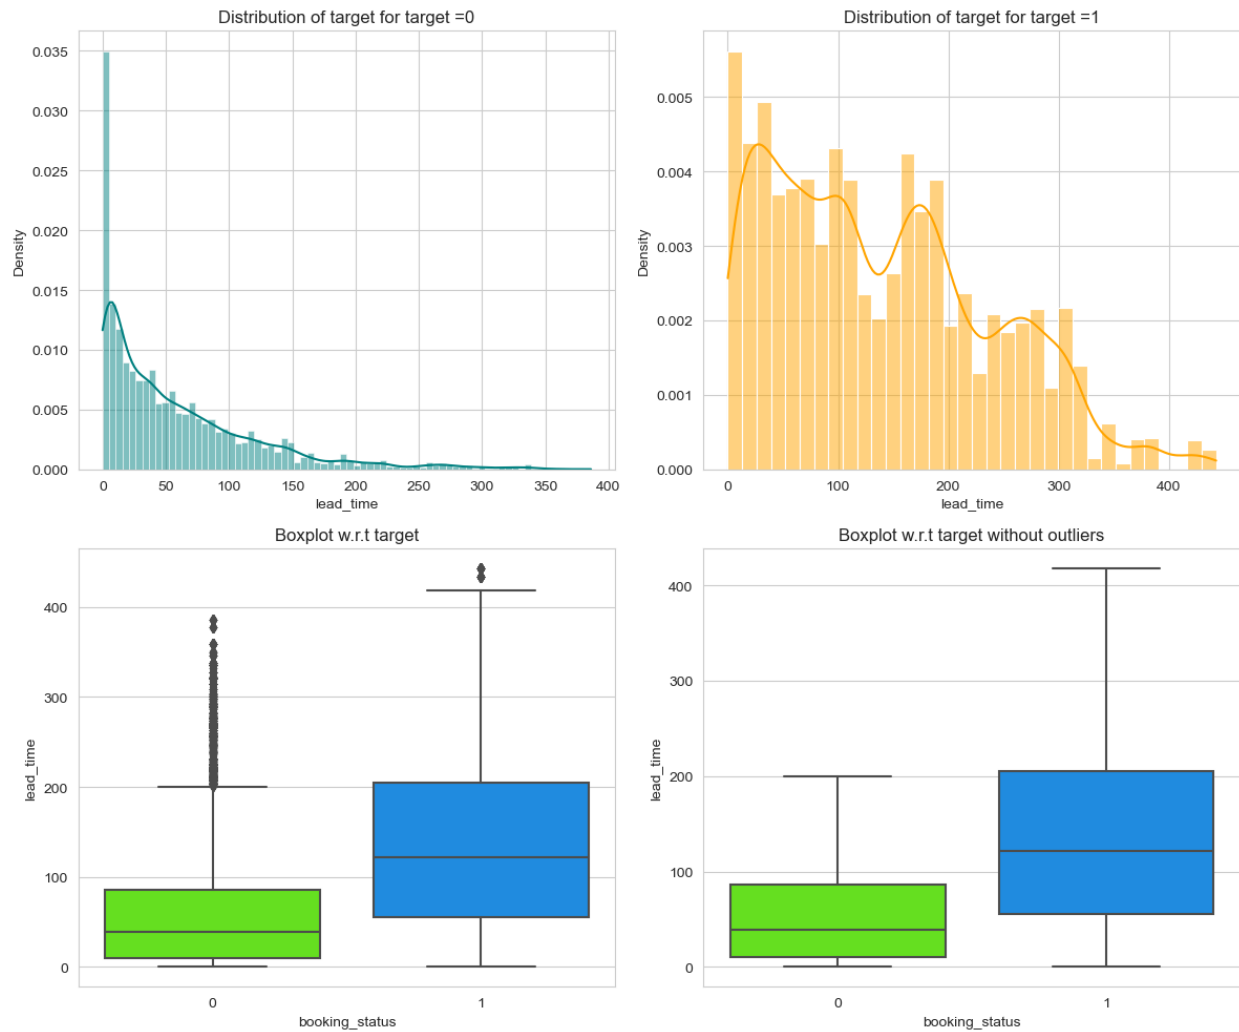 Distribution of target for target =0
0.035
0.030
0.025
0.020
0.015
0.010
0.005
0.000
Density
0 50 100 150 200 250 300 350 400
lead_time
Distribution of target for target =1
0.005
0.004
0.003
0.002
0.001
0.000
Density
0 100 200 300 400
lead_time
Boxplot w.r.t target
400
300
200
100
0
lead_time
0 1
booking_status
Boxplot w.r.t target without outliers
400
300
200
100
0
lead_time
0 1
booking_status